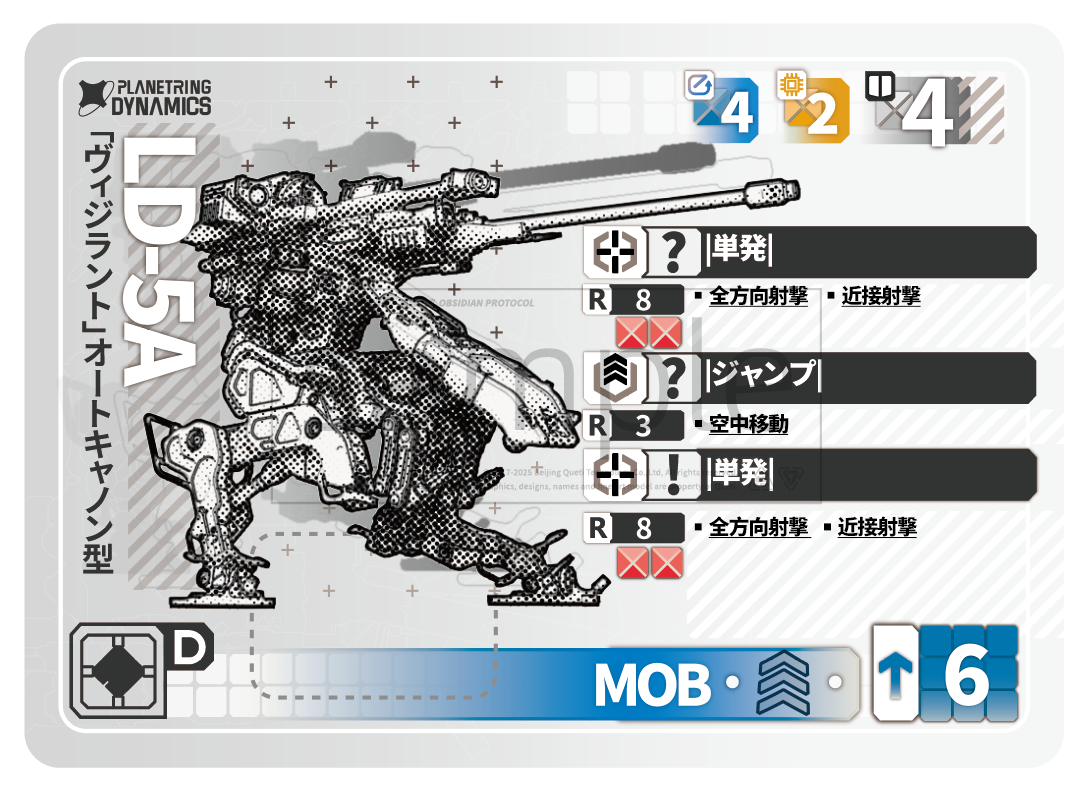 PLANETRING
DYNAMICS
LD-5A
「ヴィジラント」オートキャノン型
4
2
4
? |単発|
R 8 ▪ 全方向射撃 ▪ 近接射撃
OBSIDIAN PROTOCOL
? |ジャンプ|
R 3 ▪ 空中移動
! |単発|
R 8 ▪ 全方向射撃 ▪ 近接射撃
D
MOB
6